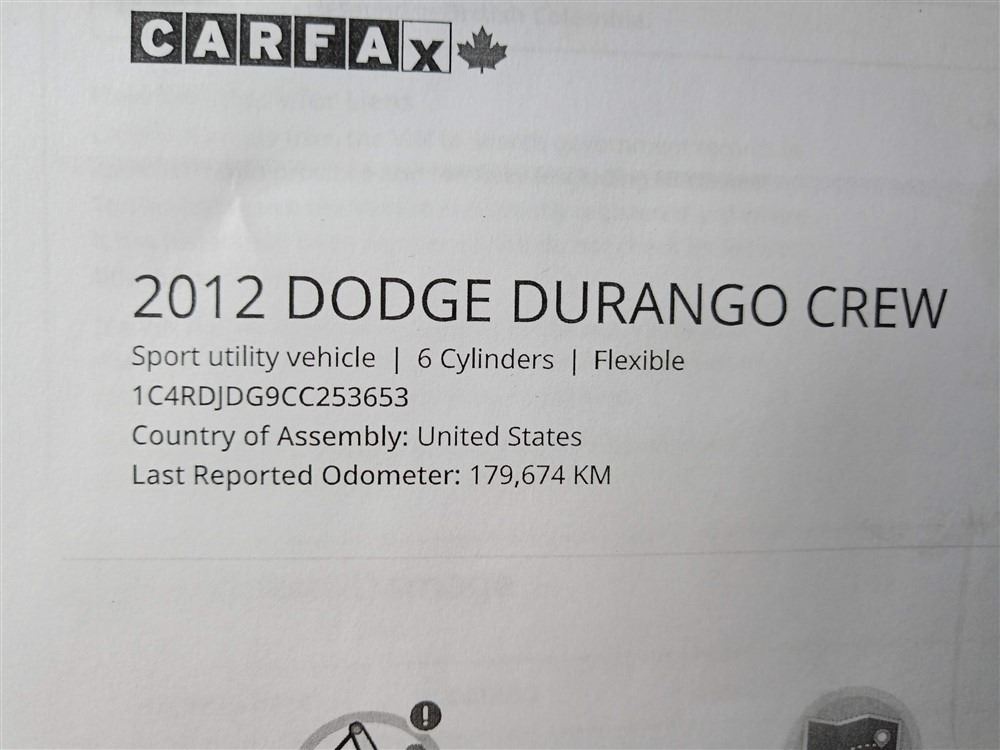 CARFAX
2012 DODGE DURANGO CREW
Sport utility vehicle | 6 Cylinders | Flexible
1C4RDJDG9CC253653
Country of Assembly: United States
Last Reported Odometer: 179,674 KM